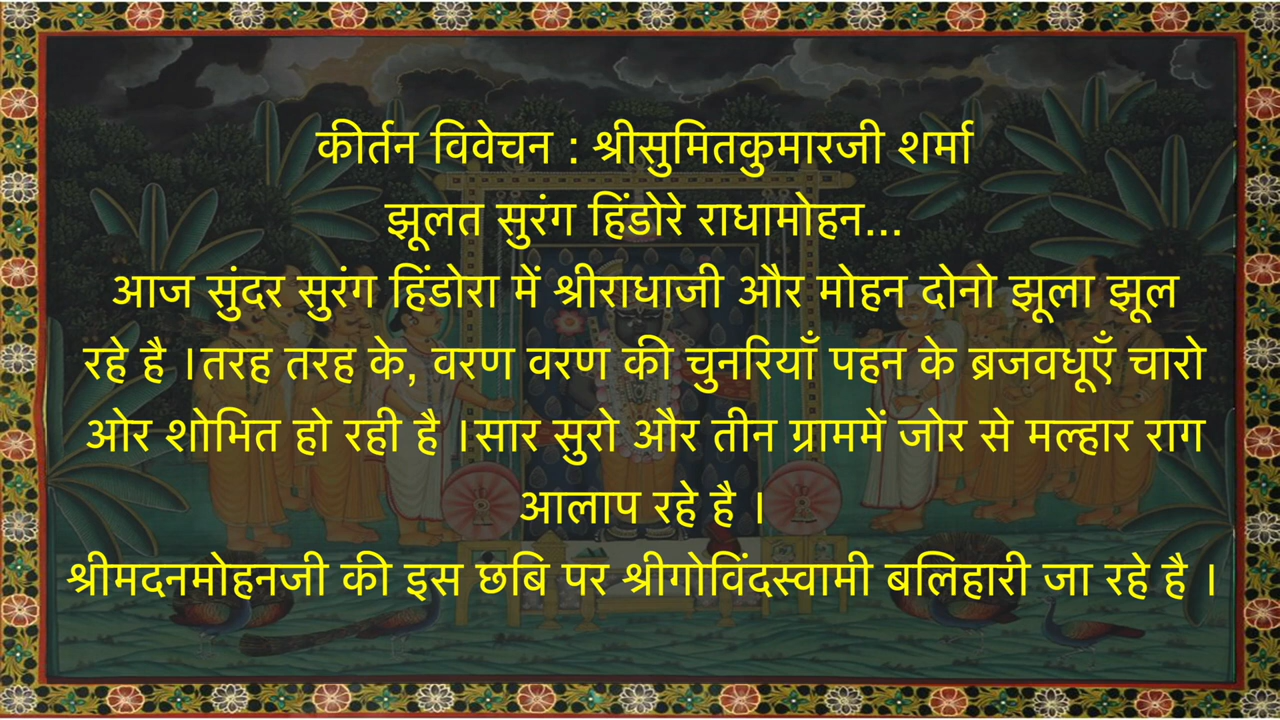 कीर्तन विवेचन : श्रीसुमितकुमारजी शर्मा
झूलत सुरंग हिंडोरे राधामोहन...
आज सुंदर सुरंग हिंडोरा में श्रीराधाजी और मोहन दोनो झूला झूल
रहे है ।तरह तरह के, वरण वरण की चुनरियाँ पहन के ब्रजवधूएँ चारो
ओर शोभित हो रही है ।सार सुरो और तीन ग्राममें जोर से मल्हार राग
आलाप रहे है ।
श्रीमदनमोहनजी की इस छबि पर श्रीगोविंदस्वामी बलिहारी जा रहे है ।